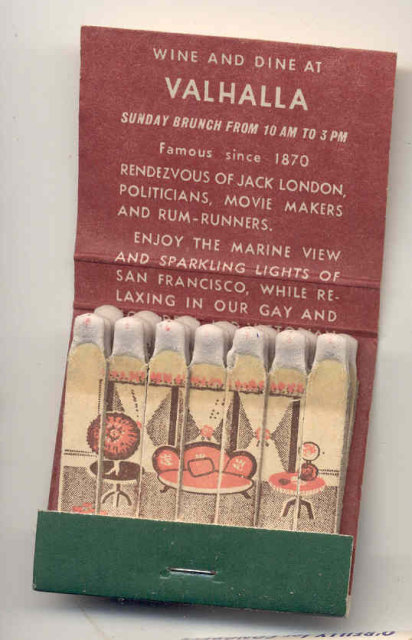 WINE AND DINE AT
VALHALLA
SUNDAY BRUNCH FROM 10 AM TO 3 PM
Famous since 1870
RENDEZVOUS OF JACK LONDON,
POLITICIANS, MOVIE MAKERS
AND RUM-RUNNERS.
ENJOY THE MARINE VIEW
AND SPARKLING LIGHTS OF
SAN FRANCISCO, WHILE RE-
LAXING IN OUR GAY AND